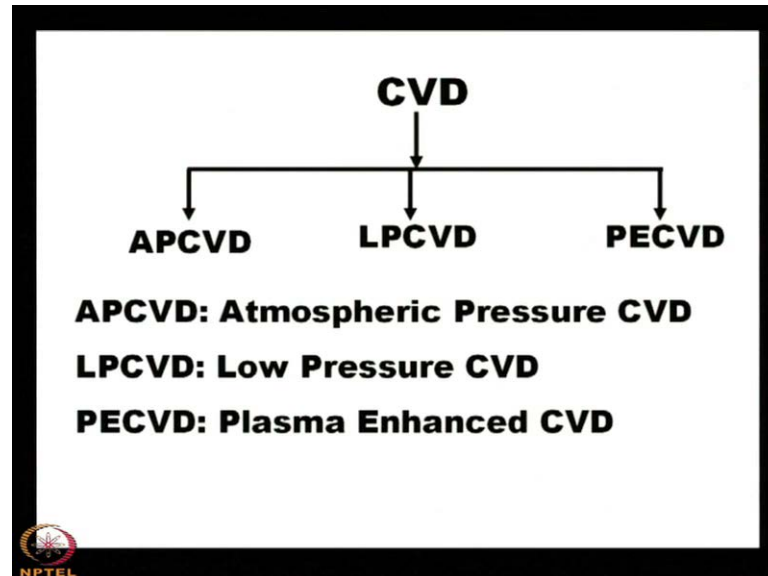 CVD
APCVD LPCVD PECVD
APCVD: Atmospheric Pressure CVD
LPCVD: Low Pressure CVD
PECVD: Plasma Enhanced CVD
NPTEL